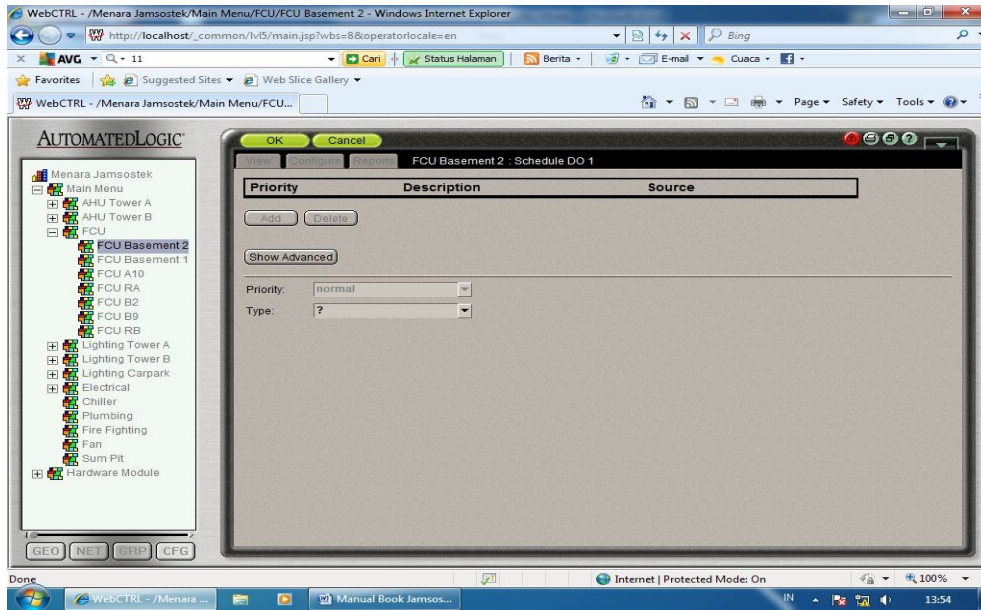 WebCTRL - /Menara Jamsostek/Main Menu/FCU/FCU Basement 2 - Windows Internet Explorer
http://localhost/_common/lvl5/main.jsp?wbs=8&operatorlocale=en
Bing
AVG
11
Cari
Status Halaman
Berita
E-mail
Cuaca
Favorites
Suggested Sites
Web Slice Gallery
WebCTRL - /Menara Jamsostek/Main Menu/FCU...
Page
Safety
Tools
AUTOMATEDLOGIC
OK
Cancel
View
Configure
Reports
FCU Basement 2 : Schedule DO 1
Menara Jamsostek
Main Menu
AHU Tower A
AHU Tower B
FCU
FCU Basement 2
FCU Basement 1
FCU A10
FCU RA
FCU B2
FCU B9
FCU RB
Lighting Tower A
Lighting Tower B
Lighting Carpark
Electrical
Chiller
Plumbing
Fire Fighting
Fan
Sum Pit
Hardware Module
GEO
NET
GRP
CFG
Priority Description Source
Add
Delete
Show Advanced
Priority: normal
Type: ?
Done
Internet | Protected Mode: On
100%
WebCTRL - /Menara ...
Manual Book Jamsos...
IN
13:54